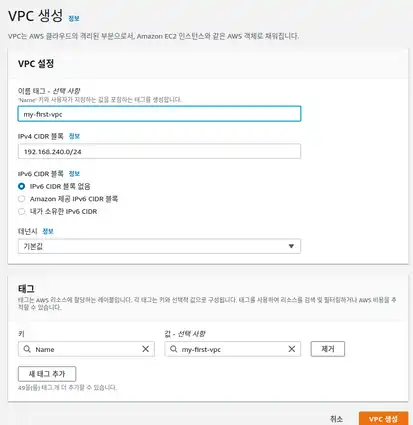 VPC 생성 정보
VPC는 AWS 클라우드의 격리된 부분으로서, Amazon EC2 인스턴스와 같은 AWS 객체로 채워집니다.
VPC 설정
이름 태그 - 선택 사항
'Name' 키와 사용자가 지정하는 값을 포함하는 태그를 생성합니다.
my-first-vpc
IPv4 CIDR 블록 정보
192.168.240.0/24
IPv6 CIDR 블록 정보
IPv6 CIDR 블록 없음
Amazon 제공 IPv6 CIDR 블록
내가 소유한 IPv6 CIDR
테넌시 정보
기본값
태그
태그는 AWS 리소스에 할당하는 레이블입니다. 각 태그는 키와 선택적 값으로 구성됩니다. 태그를 사용하여 리소스를 검색 및 필터링하거나 AWS 비용을 추
적할 수 있습니다.
키 값 - 선택 사항
Name my-first-vpc 제거
새 태그 추가
49을(를) 태그 개 더 추가할 수 있습니다.
취소 VPC 생성